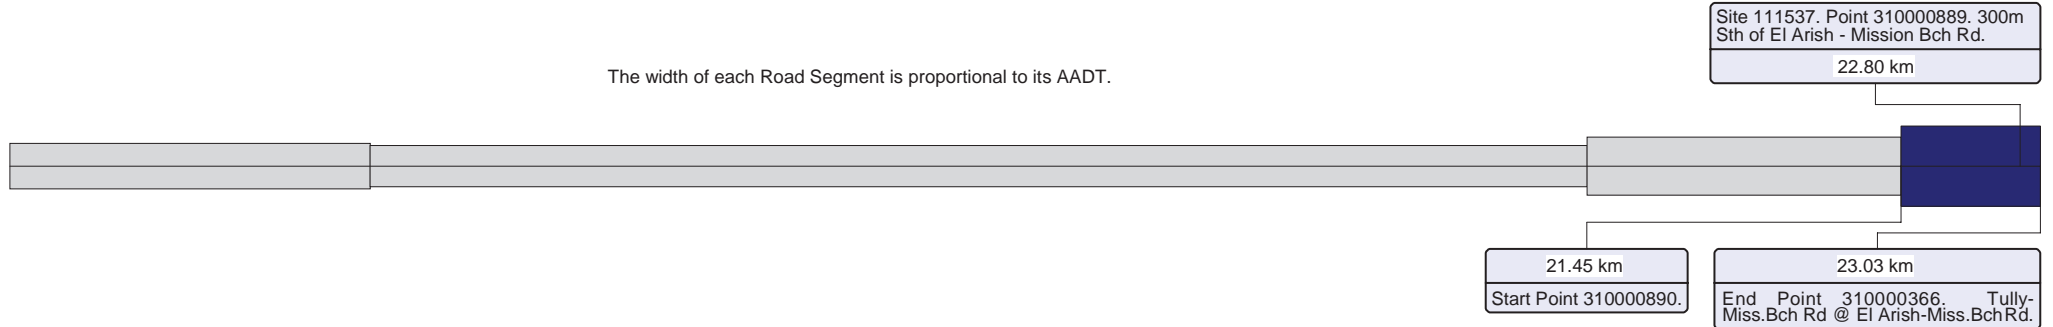 Site 111537. Point 310000889. 300m
Sth of El Arish - Mission Bch Rd.
22.80 km
The width of each Road Segment is proportional to its AADT.
21.45 km
Start Point 310000890.
23.03 km
End Point 310000366. Tully-
Miss.Bch Rd @ El Arish-Miss.BchRd.